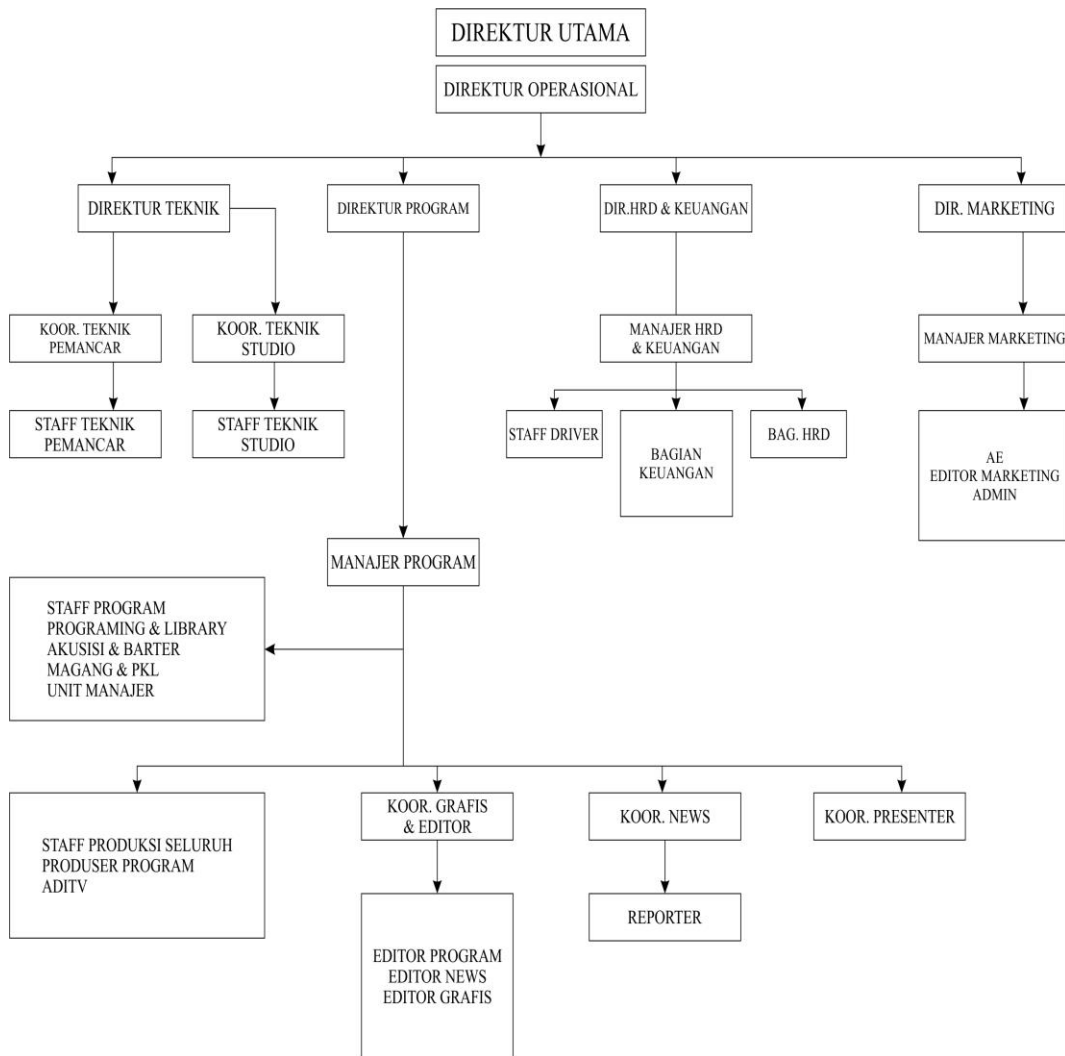 DIREKTUR UTAMA
DIREKTUR OPERASIONAL
DIREKTUR TEKNIK
DIREKTUR PROGRAM
DIR.HRD & KEUANGAN
DIR. MARKETING
KOOR. TEKNIK
PEMANCAR
KOOR. TEKNIK
STUDIO
MANAJER HRD
& KEUANGAN
MANAJER MARKETING
STAFF TEKNIK
PEMANCAR
STAFF TEKNIK
STUDIO
STAFF DRIVER
BAGIAN
KEUANGAN
BAG. HRD
AE
EDITOR MARKETING
ADMIN
MANAJER PROGRAM
STAFF PROGRAM
PROGRAMING & LIBRARY
AKUSISI & BARTER
MAGANG & PKL
UNIT MANAJER
STAFF PRODUKSI SELURUH
PRODUSER PROGRAM
ADITV
KOOR. GRAFIS
& EDITOR
KOOR. NEWS
KOOR. PRESENTER
REPORTER
EDITOR PROGRAM
EDITOR NEWS
EDITOR GRAFIS